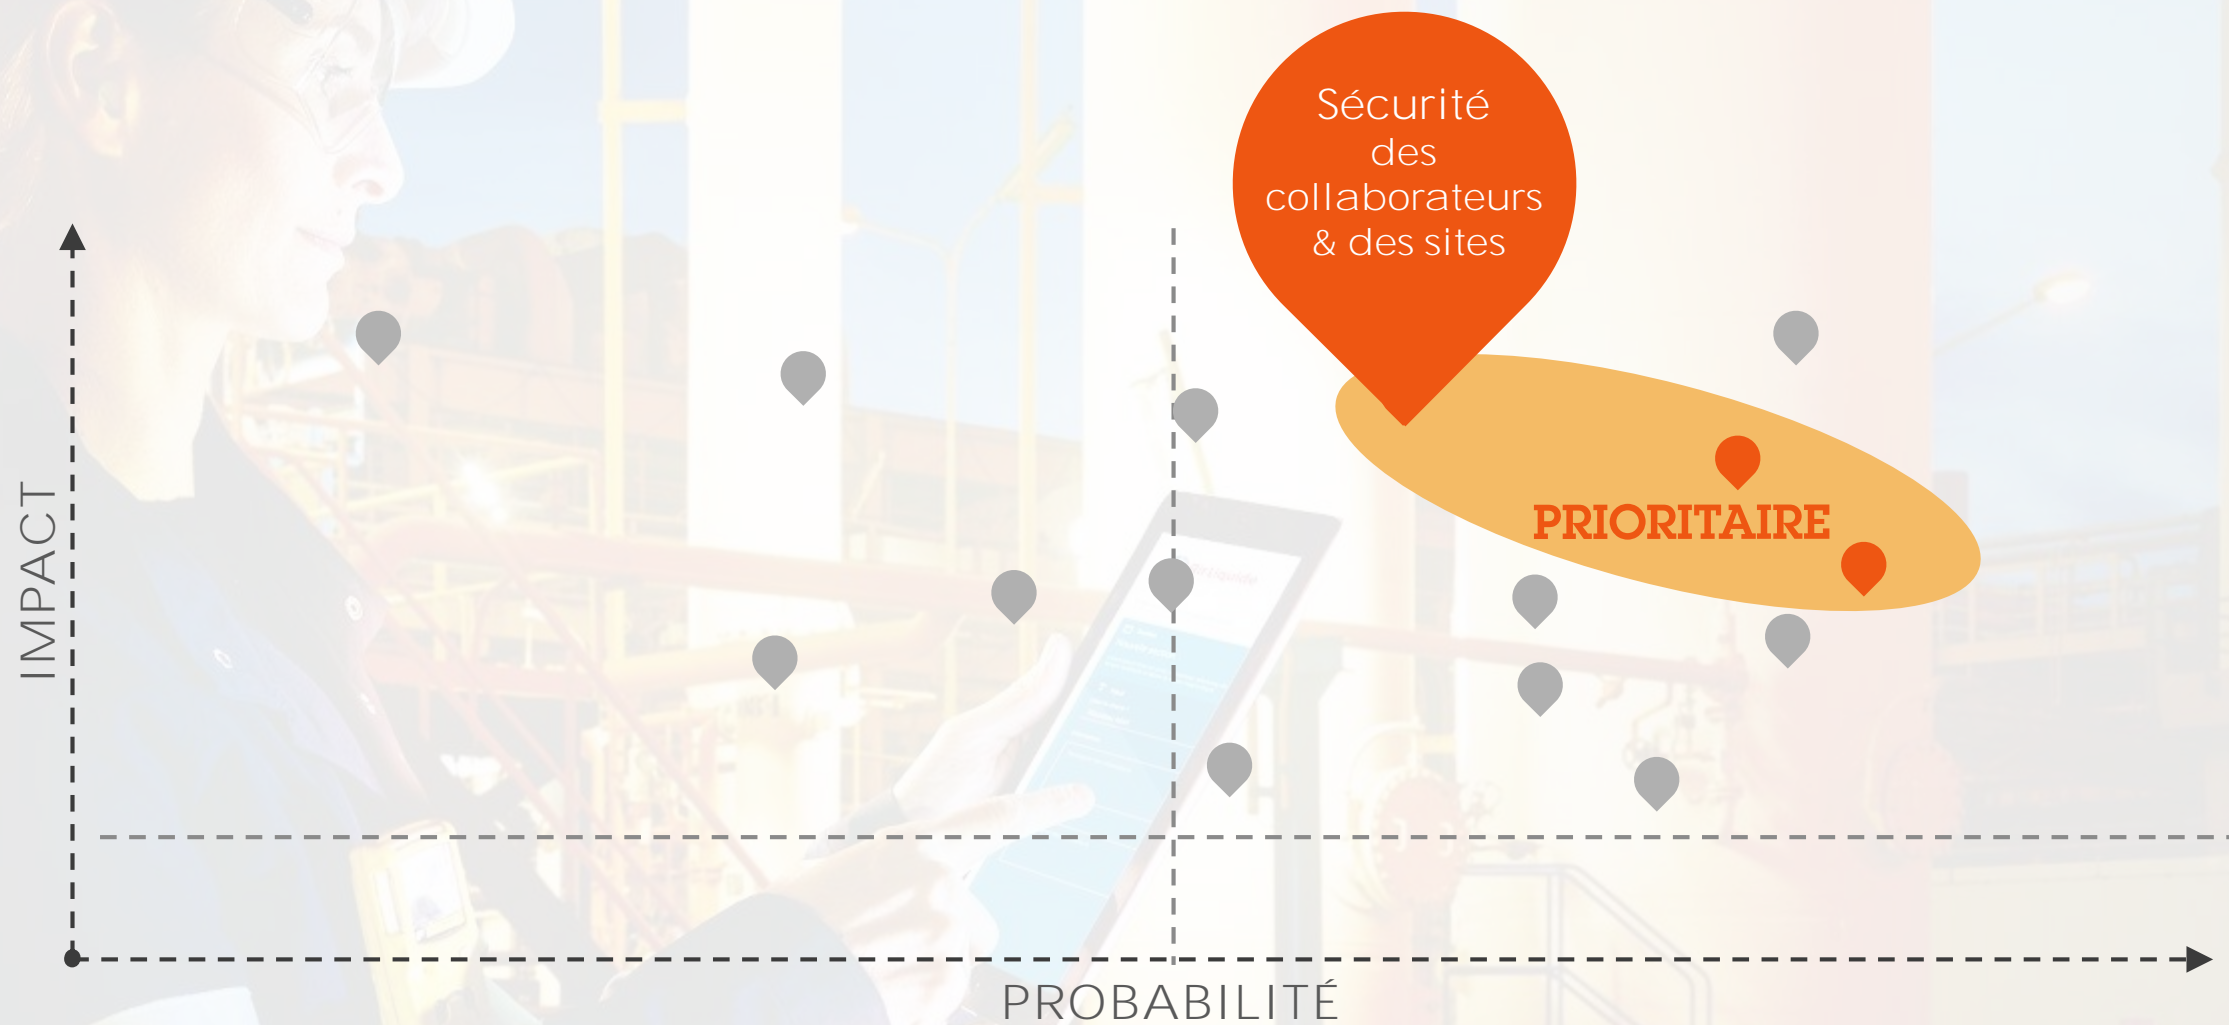 Sécurité
des
collaborateurs
& des sites
PRIORITAIRE
IMPACT
PROBABILITÉ